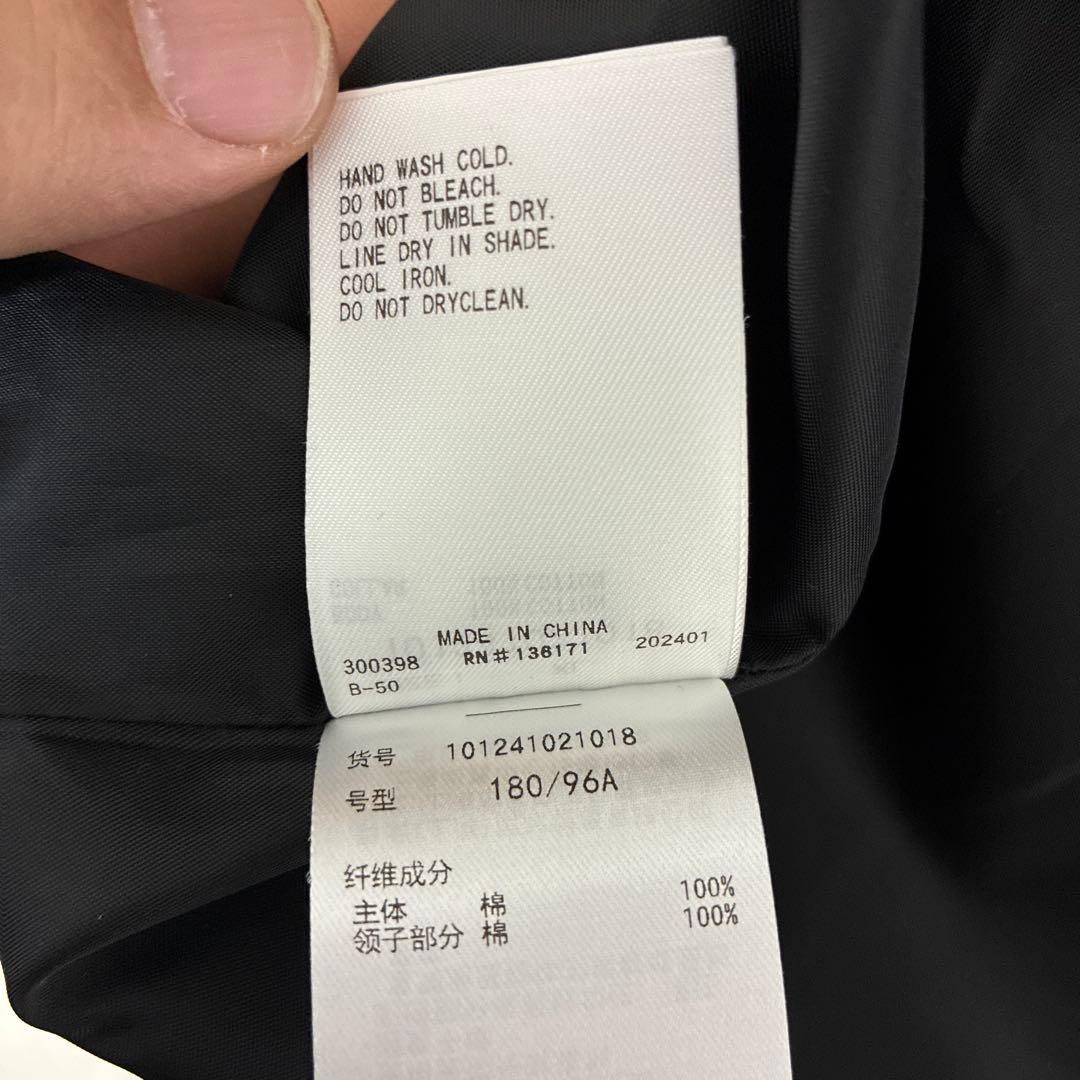 HAND WASH COLD.
DO NOT BLEACH.
DO NOT TUMBLE DRY.
LINE DRY IN SHADE.
COOL IRON.
DO NOT DRYCLEAN.
MADE IN CHINA
300398 RN#136171 202401
B-50
货号 101241021018
号型 180/96A
纤维成分
主体 棉 100%
领子部分 棉 100%